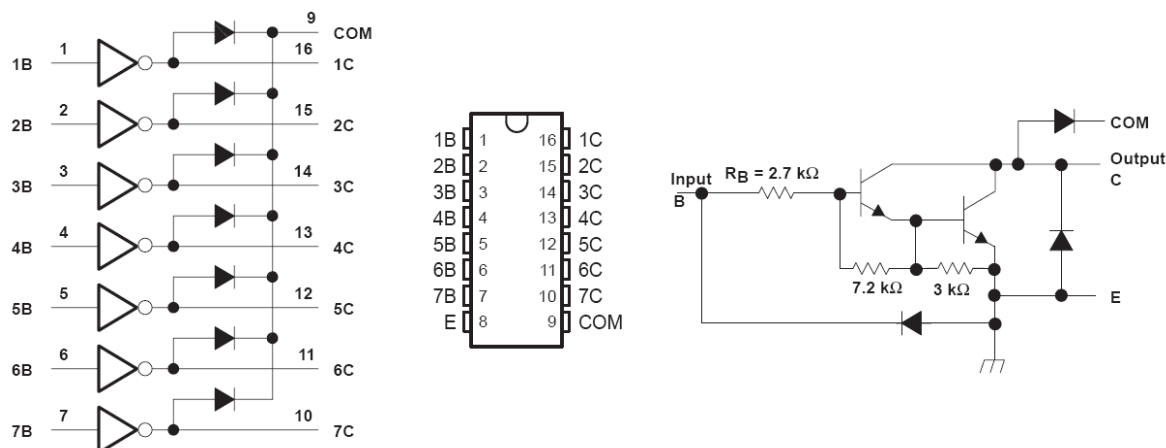 9 COM
1B 1 16 1C
2B 2 15 2C
3B 3 14 3C
4B 4 13 4C
5B 5 12 5C
6B 6 11 6C
7B 7 10 7C
1B 1 16 1C
2B 2 15 2C
3B 3 14 3C
4B 4 13 4C
5B 5 12 5C
6B 6 11 6C
7B 7 10 7C
E 8 9 COM
COM
Output
C
Input
B
RB = 2.7 kΩ
7.2 kΩ 3 kΩ
E